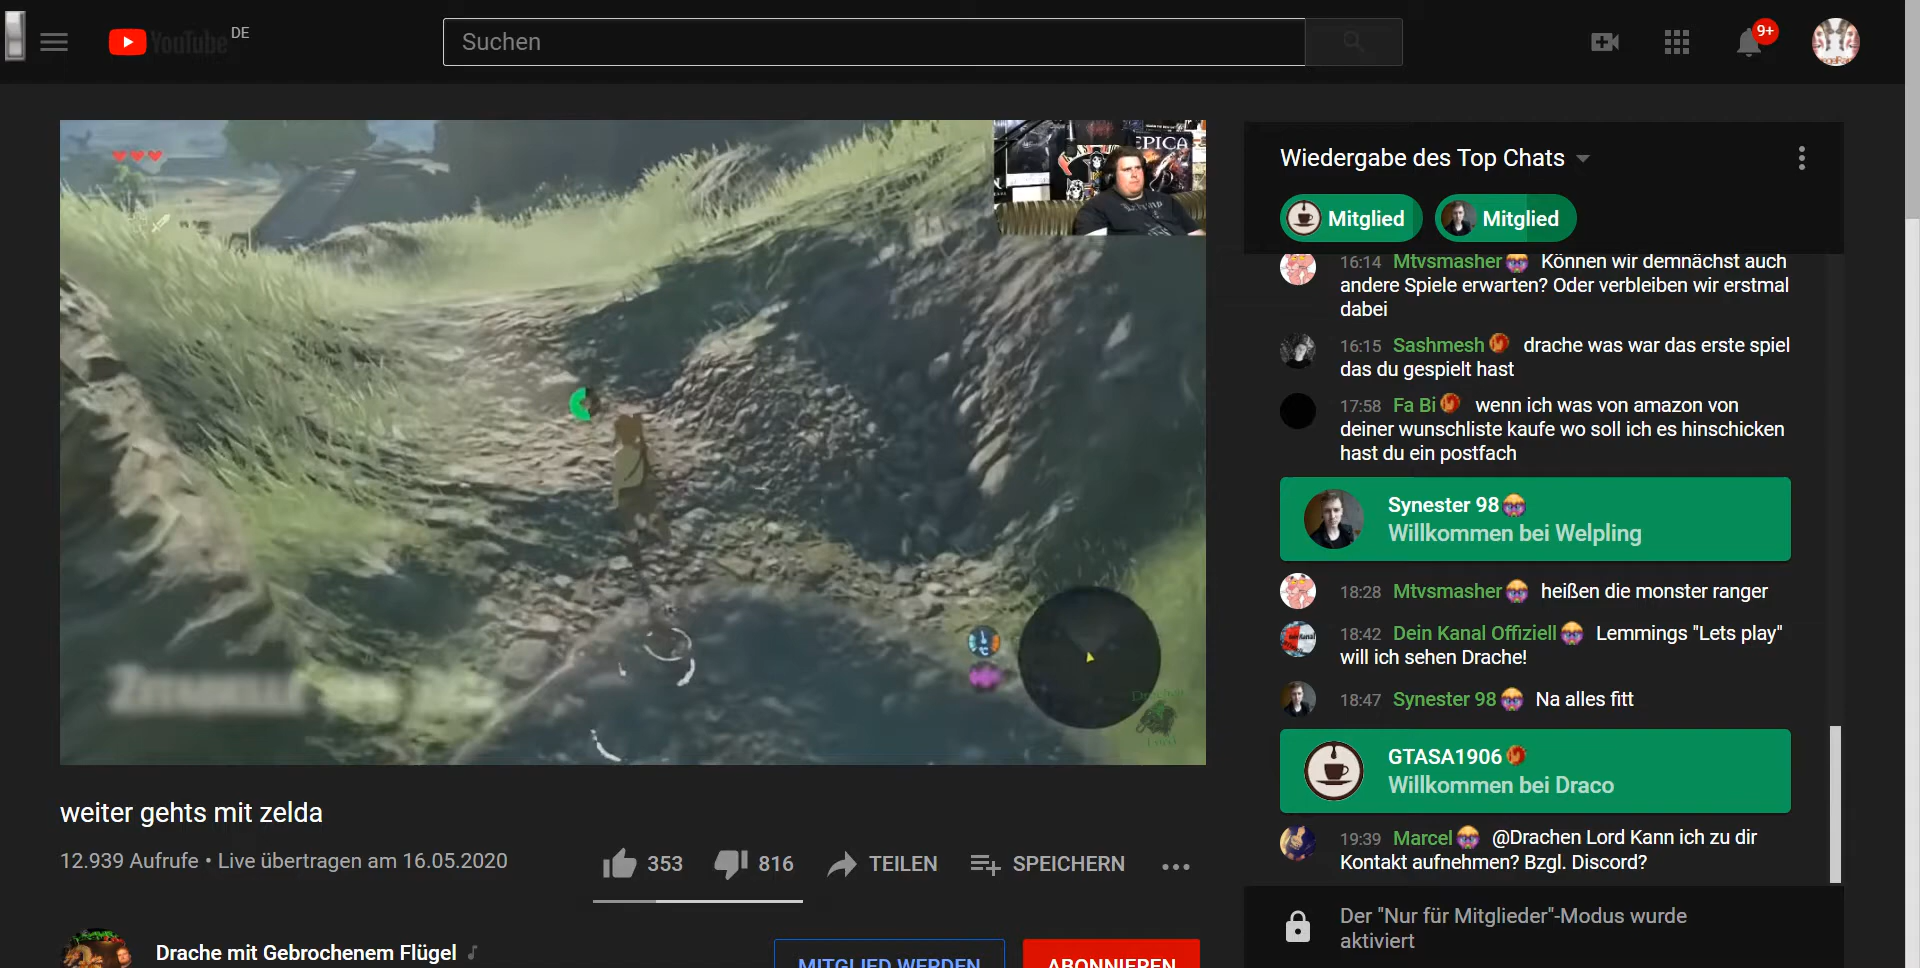 YouTube DE
Suchen
9+
EPICA
Wiedergabe des Top Chats
Mitglied
Mitglied
16:14 Mtvsmasher Können wir demnächst auch
andere Spiele erwarten? Oder verbleiben wir erstmal
dabei
16:15 Sashmesh drache was war das erste spiel
das du gespielt hast
17:58 Fa Bi wenn ich was von amazon von
deiner wunschliste kaufe wo soll ich es hinschicken
hast du ein postfach
Synester 98
Willkommen bei Welpling
18:28 Mtvsmasher heißen die monster ranger
18:42 Dein Kanal Offiziell Lemmings "Lets play"
will ich sehen Drache!
18:47 Synester 98 Na alles fitt
GTASA1906
Willkommen bei Draco
19:39 Marcel @Drachen Lord Kann ich zu dir
Kontakt aufnehmen? Bzgl. Discord?
Der "Nur für Mitglieder"-Modus wurde
aktiviert
weiter gehts mit zelda
12.939 Aufrufe • Live übertragen am 16.05.2020
353
816
TEILEN
SPEICHERN
Drache mit Gebrochenem Flügel
MITGLIED WERDEN
ABONNIEREN